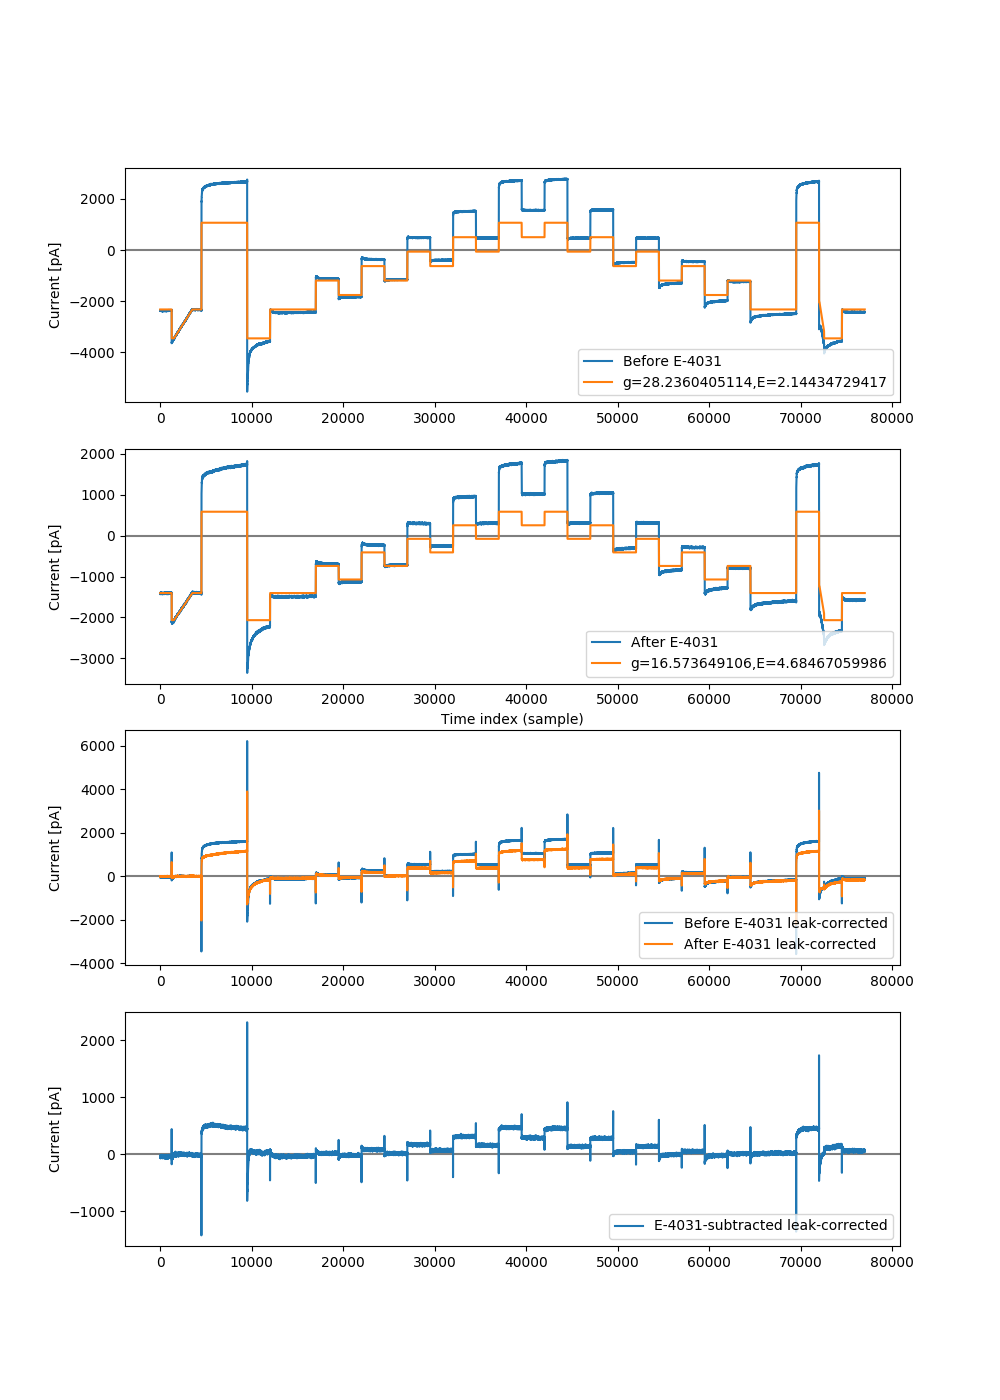 2000
0
−2000
−4000
Current [pA]
Before E-4031
g=28.2360405114,E=2.14434729417
0 10000 20000 30000 40000 50000 60000 70000 80000
2000
1000
0
−1000
−2000
−3000
Current [pA]
After E-4031
g=16.573649106,E=4.68467059986
0 10000 20000 30000 40000 50000 60000 70000 80000
Time index (sample)
6000
4000
2000
0
−2000
−4000
Current [pA]
Before E-4031 leak-corrected
After E-4031 leak-corrected
0 10000 20000 30000 40000 50000 60000 70000 80000
2000
1000
0
−1000
Current [pA]
E-4031-subtracted leak-corrected
0 10000 20000 30000 40000 50000 60000 70000 80000